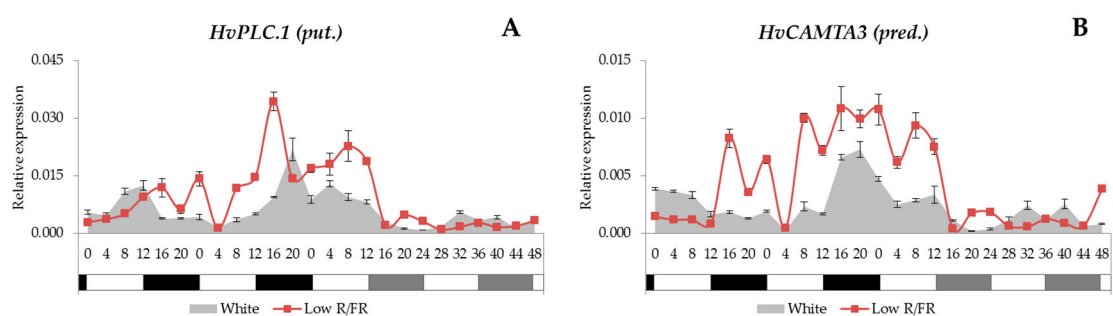 HvPLC.1 (put.)
A
0.045
0.030
0.015
0.000
Relative expression
0 4 8 12 16 20 0 4 8 12 16 20 0 4 8 12 16 20 24 28 32 36 40 44 48
White Low R/FR
HvCAMTA3 (pred.)
B
0.015
0.010
0.005
0.000
Relative expression
0 4 8 12 16 20 0 4 8 12 16 20 0 4 8 12 16 20 24 28 32 36 40 44 48
White Low R/FR